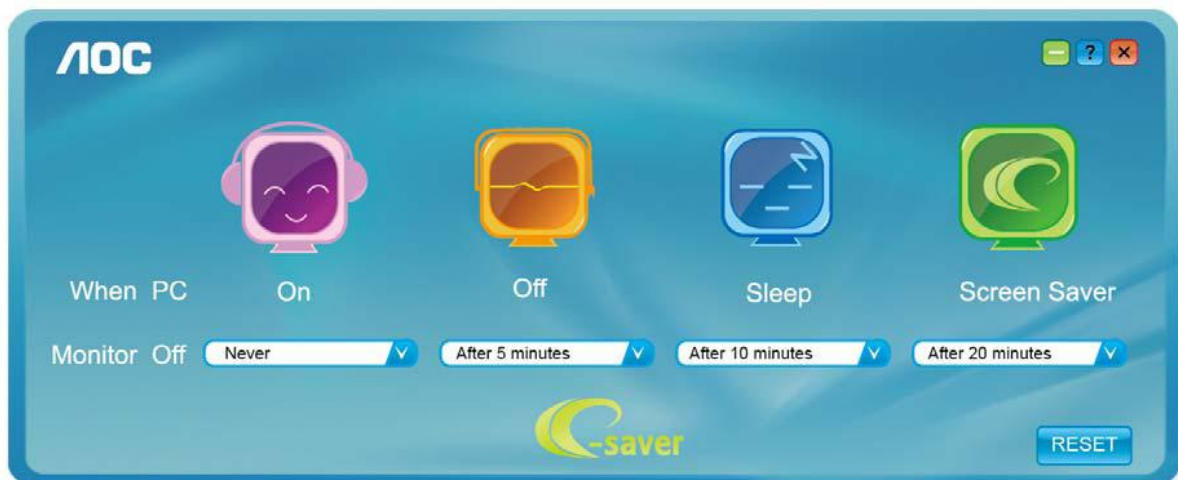 AOC
?
When PC On Off Sleep Screen Saver
Monitor Off Never After 5 minutes After 10 minutes After 20 minutes
e-saver
RESET